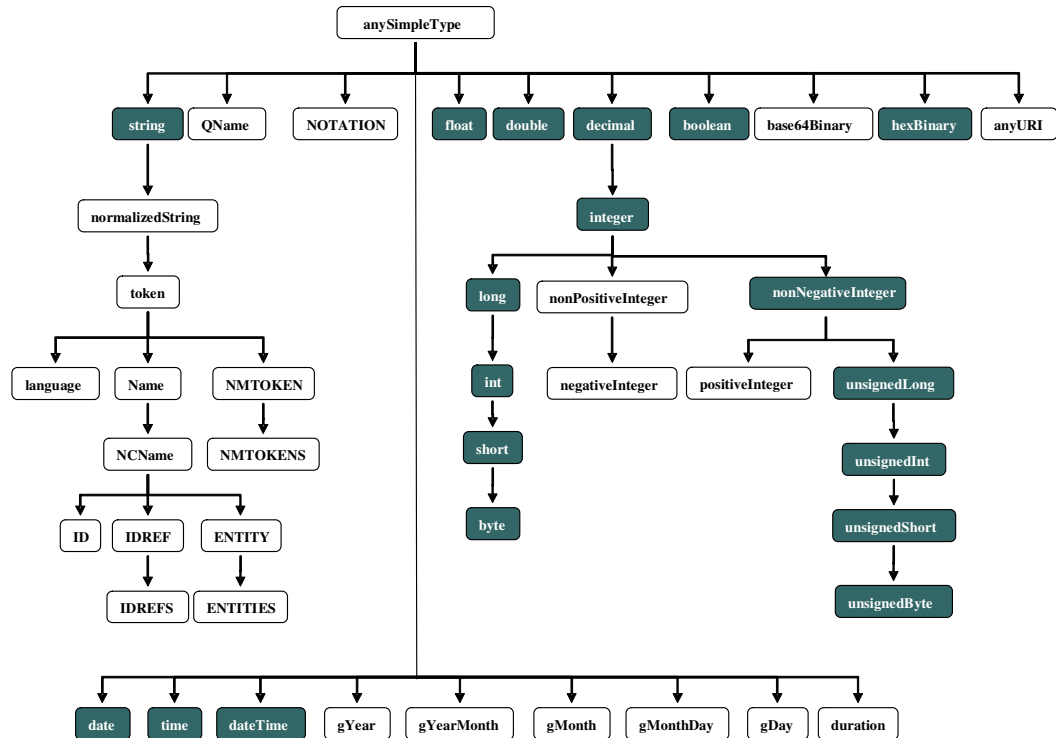 anySimpleType
string
QName
NOTATION
float
double
decimal
boolean
base64Binary
hexBinary
anyURI
normalizedString
integer
token
long
nonPositiveInteger
nonNegativeInteger
language
Name
NMTOKEN
int
negativeInteger
positiveInteger
unsignedLong
NCName
NMTOKENS
short
unsignedInt
ID
IDREF
ENTITY
byte
unsignedShort
IDREFS
ENTITIES
unsignedByte
date
time
dateTime
gYear
gYearMonth
gMonth
gMonthDay
gDay
duration